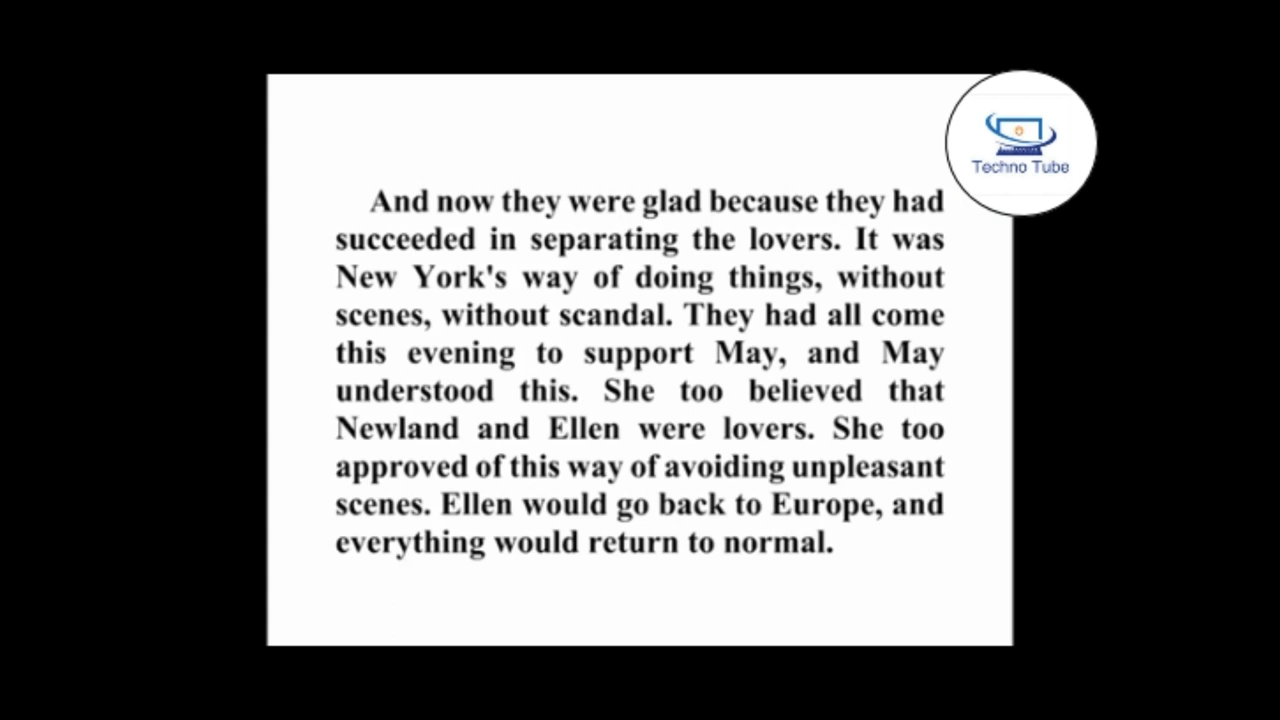 Techno Tube
And now they were glad because they had
succeeded in separating the lovers. It was
New York's way of doing things, without
scenes, without scandal. They had all come
this evening to support May, and May
understood this. She too believed that
Newland and Ellen were lovers. She too
approved of this way of avoiding unpleasant
scenes. Ellen would go back to Europe, and
everything would return to normal.